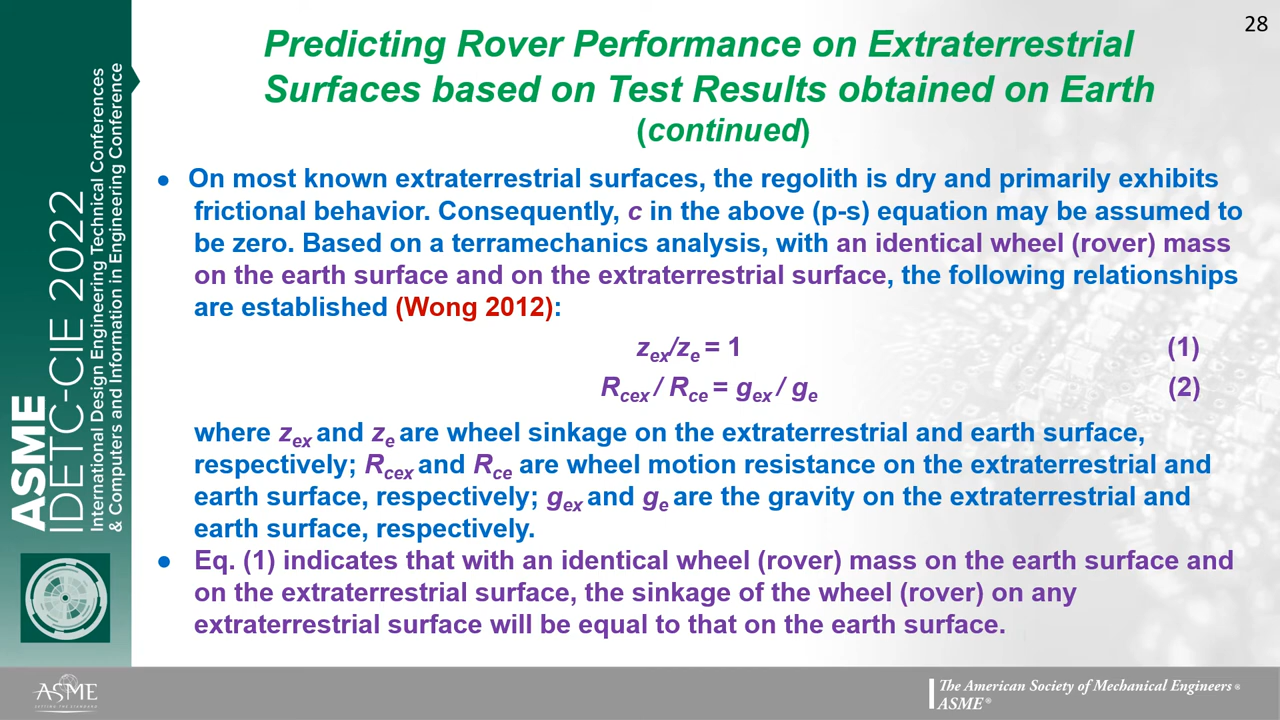 28
Predicting Rover Performance on Extraterrestrial
Surfaces based on Test Results obtained on Earth
(continued)
● On most known extraterrestrial surfaces, the regolith is dry and primarily exhibits
frictional behavior. Consequently, c in the above (p-s) equation may be assumed to
be zero. Based on a terramechanics analysis, with an identical wheel (rover) mass
on the earth surface and on the extraterrestrial surface, the following relationships
are established (Wong 2012):
zex/ze = 1 (1)
Rcex / Rce = gex / ge (2)
where zex and ze are wheel sinkage on the extraterrestrial and earth surface,
respectively; Rcex and Rce are wheel motion resistance on the extraterrestrial and
earth surface, respectively; gex and ge are the gravity on the extraterrestrial and
earth surface, respectively.
● Eq. (1) indicates that with an identical wheel (rover) mass on the earth surface and
on the extraterrestrial surface, the sinkage of the wheel (rover) on any
extraterrestrial surface will be equal to that on the earth surface.
ASME
IDETC-CIE 2022
International Design Engineering Technical Conferences
& Computers and Information in Engineering Conference
ASME
SETTING THE STANDARD
The American Society of Mechanical Engineers ®
ASME ®